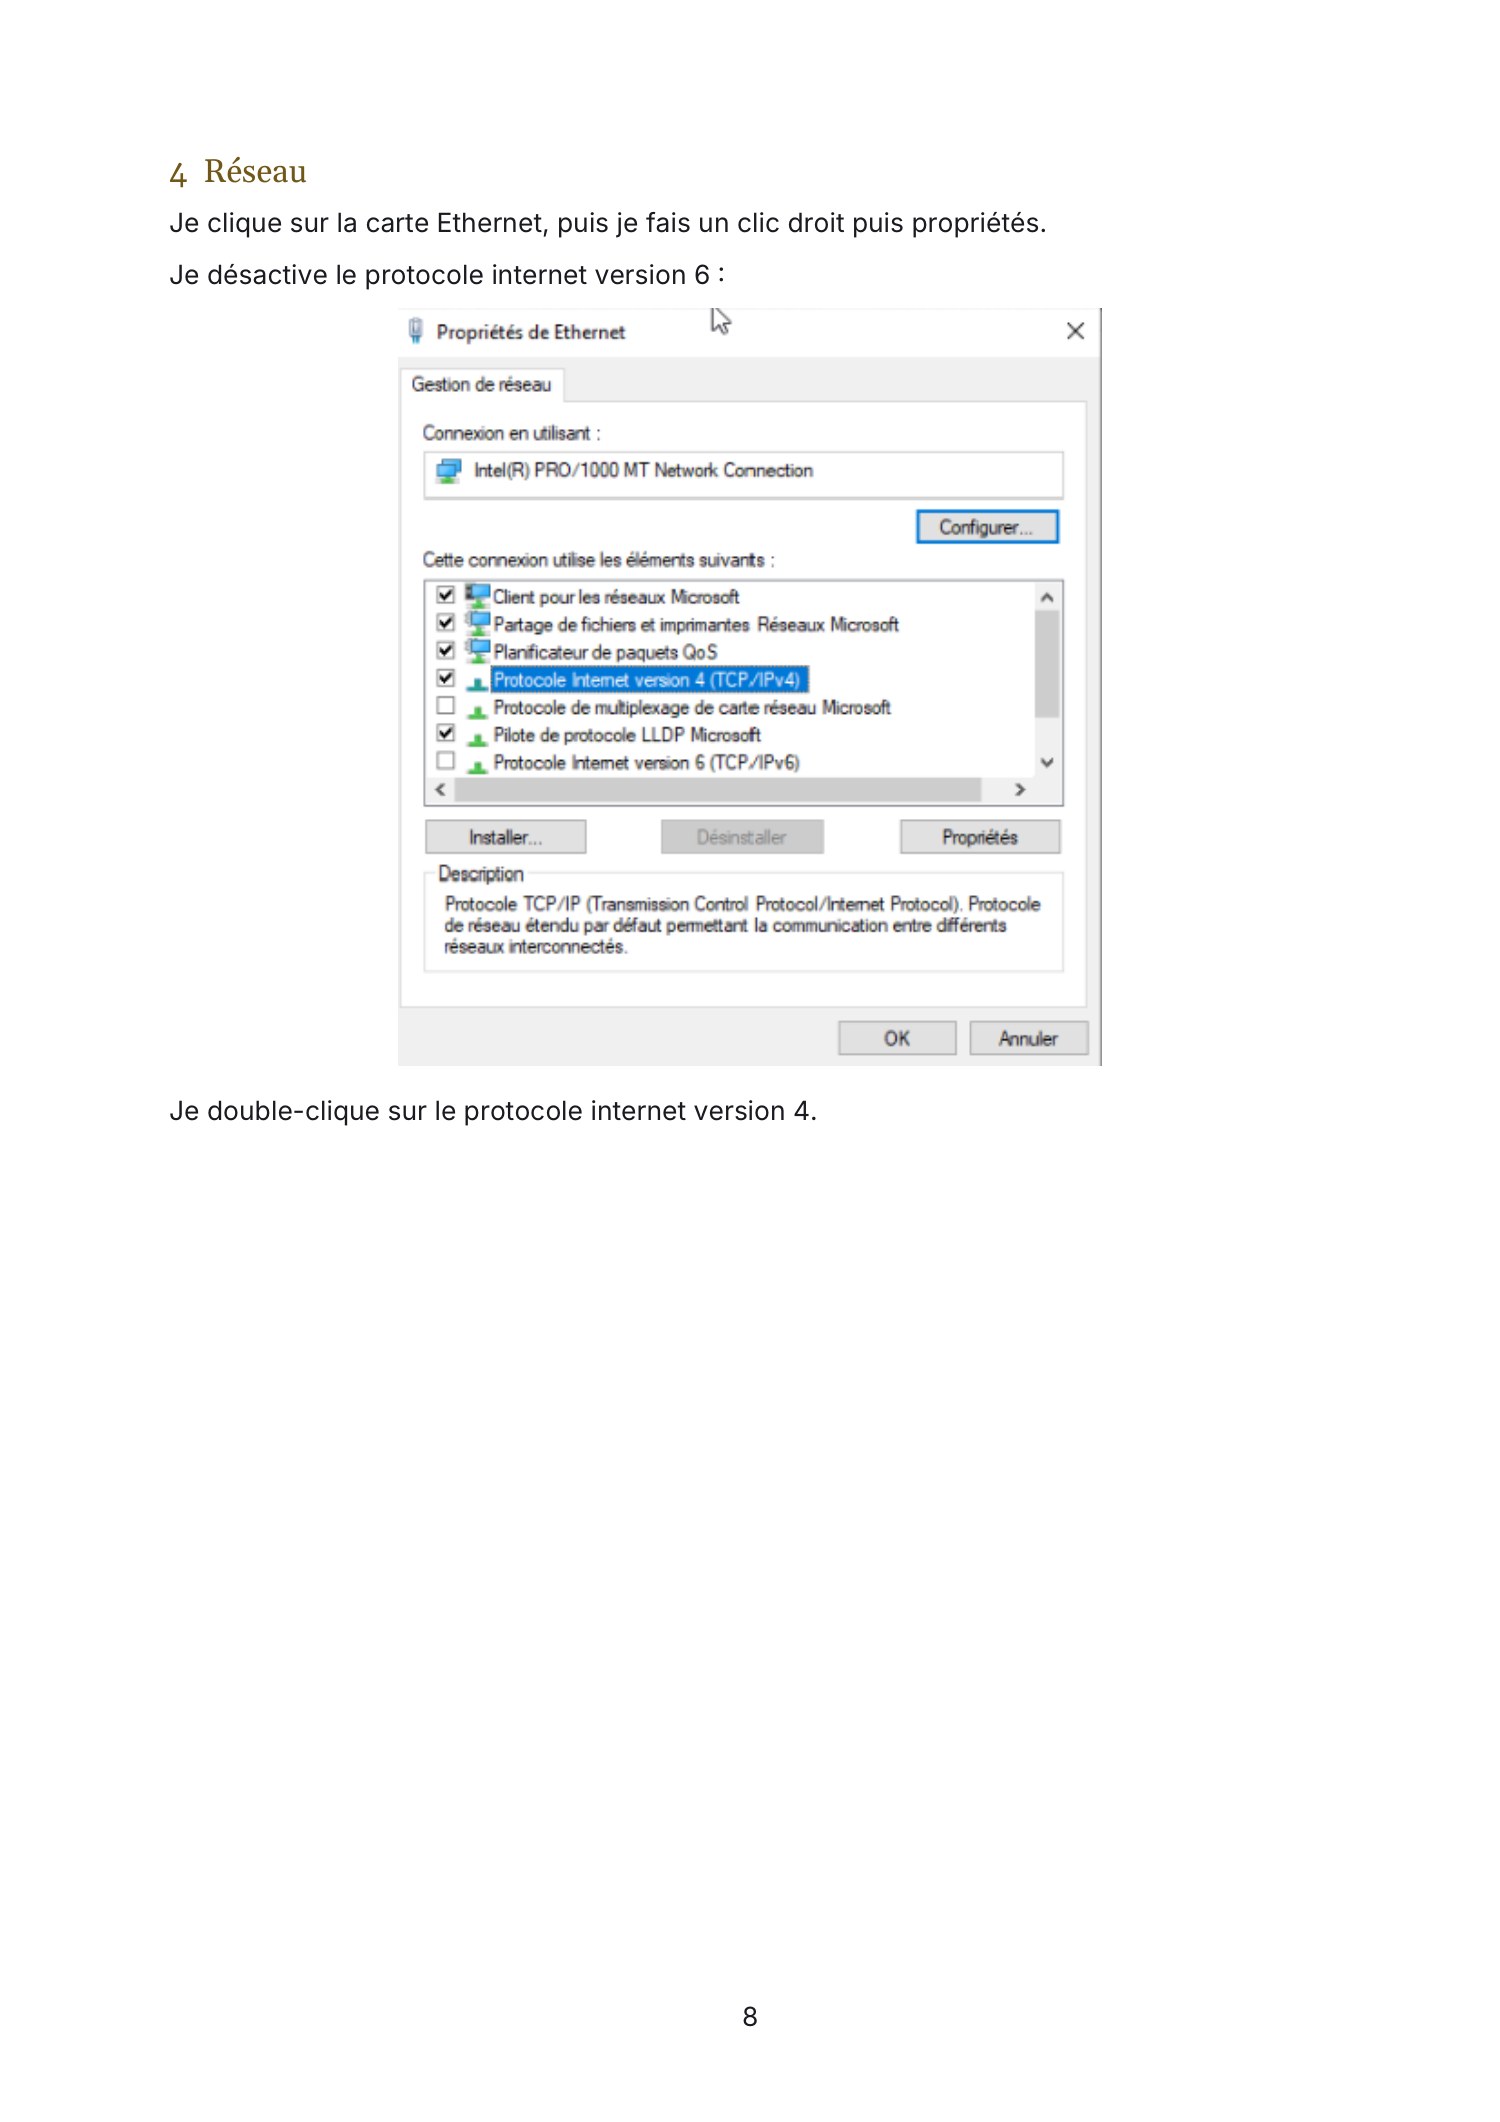 4 Réseau
Je clique sur la carte Ethernet, puis je fais un clic droit puis propriétés.
Je désactive le protocole internet version 6 :
Propriétés de Ethernet
Gestion de réseau
Connexion en utilisant :
Intel(R) PRO/1000 MT Network Connection
Configurer...
Cette connexion utilise les éléments suivants :
Client pour les réseaux Microsoft
Partage de fichiers et imprimantes Réseaux Microsoft
Planificateur de paquets QoS
Protocole Internet version 4 (TCP/IPv4)
Protocole de multiplexage de carte réseau Microsoft
Pilote de protocole LLDP Microsoft
Protocole Internet version 6 (TCP/IPv6)
Installer... Désinstaller Propriétés
Description
Protocole TCP/IP (Transmission Control Protocol/Internet Protocol). Protocole
de réseau étendu par défaut permettant la communication entre différents
réseaux interconnectés.
OK Annuler
Je double-clique sur le protocole internet version 4.
8